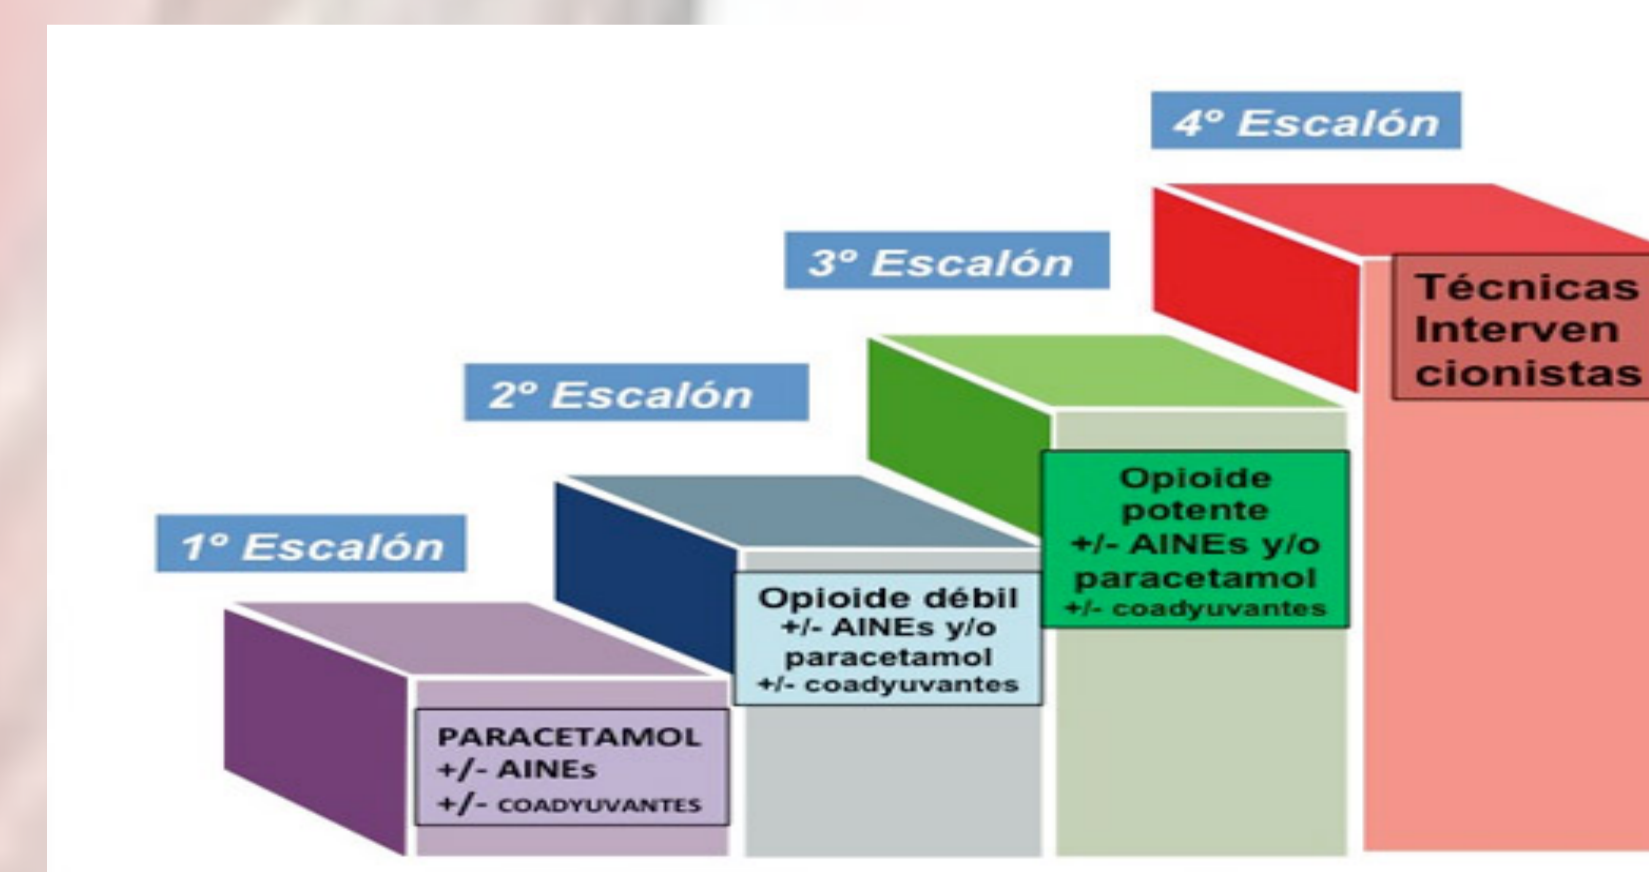 4º Escalón
3º Escalón
Técnicas
Interven
cionistas
2º Escalón
Opioide
potente
+/- AINEs y/o
paracetamol
+/- coadyuvantes
1º Escalón
Opioide débil
+/- AINEs y/o
paracetamol
+/- coadyuvantes
PARACETAMOL
+/- AINEs
+/- COADYUVANTES